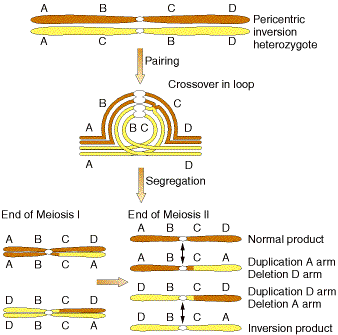 A B C D
Pericentric
inversion
heterozygote
A C B D
Pairing
Crossover in loop
B C
A B C D
A D
Segregation
End of Meiosis I
End of Meiosis II
A B C D
A B C D
Normal product
A B C A
A B C A
Duplication A arm
Deletion D arm
D B C D
D B C D
Duplication D arm
Deletion A arm
D B C A
D B C A
Inversion product